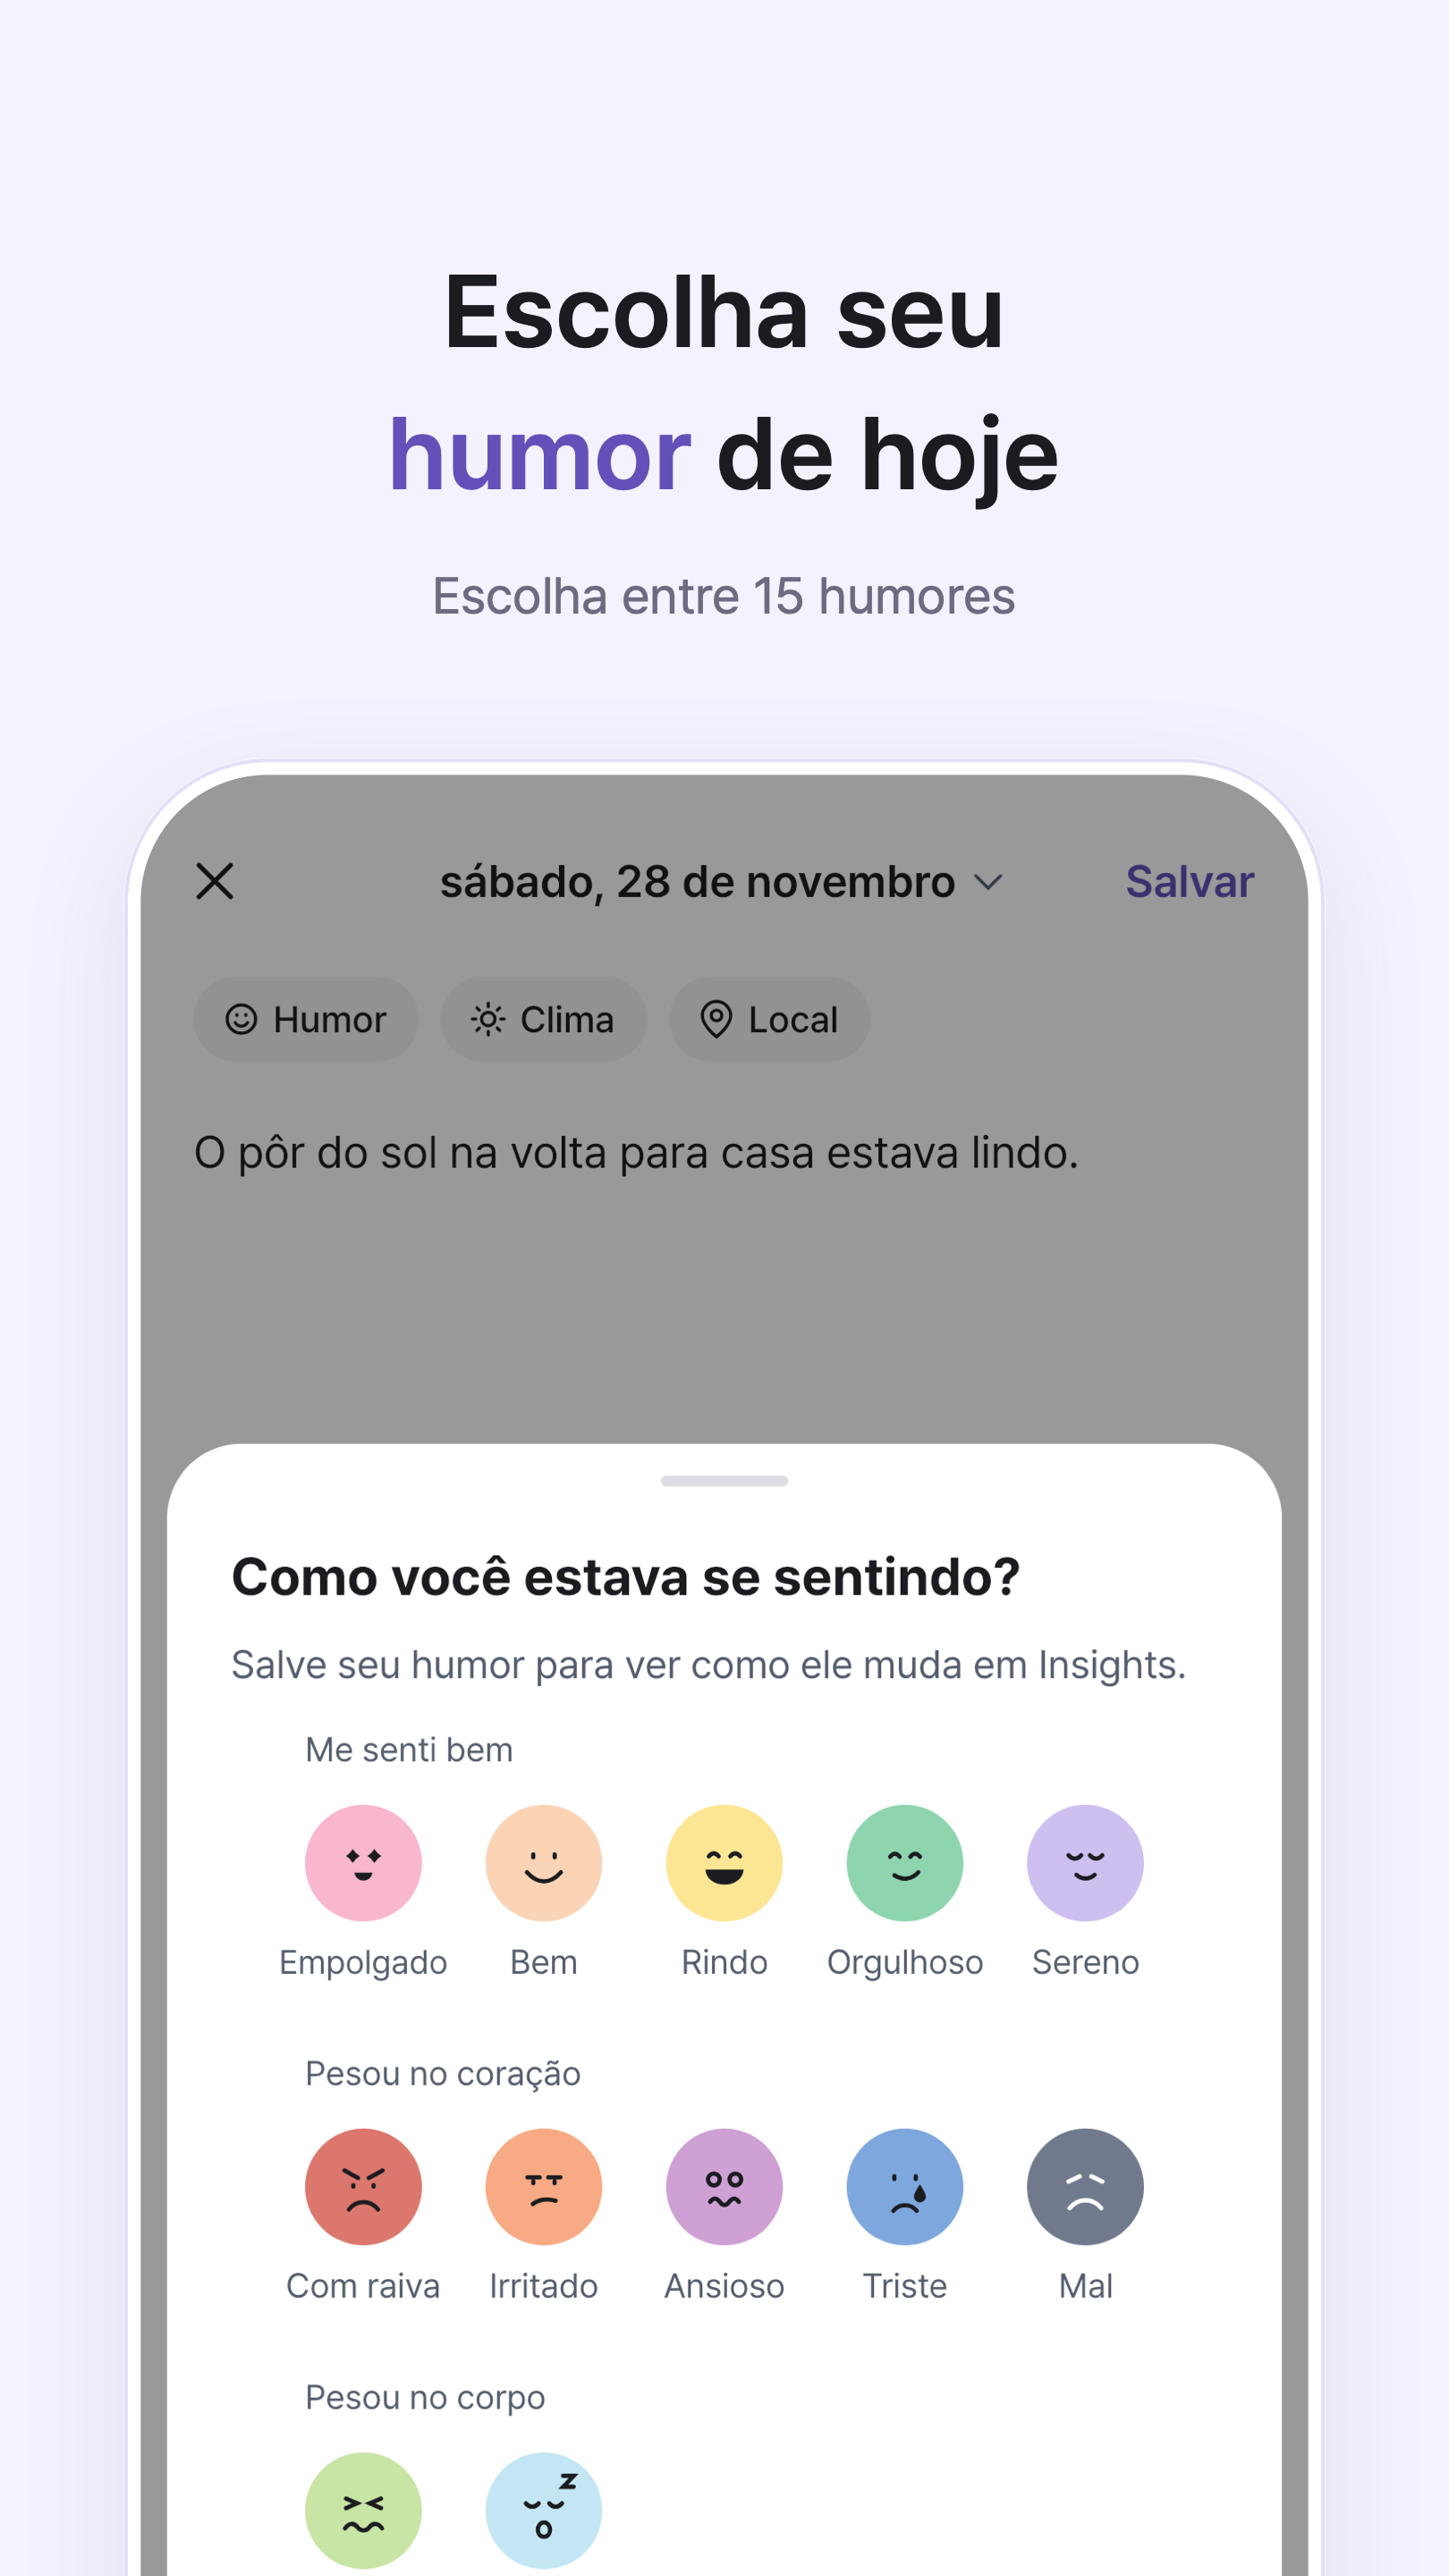 Escolha seu
humor de hoje
Escolha entre 15 humores
sábado, 28 de novembro
Salvar
Humor
Clima
Local
O pôr do sol na volta para casa estava lindo.
Como você estava se sentindo?
Salve seu humor para ver como ele muda em Insights.
Me senti bem
Empolgado
Bem
Rindo
Orgulhoso
Sereno
Pesou no coração
Com raiva
Irritado
Ansioso
Triste
Mal
Pesou no corpo